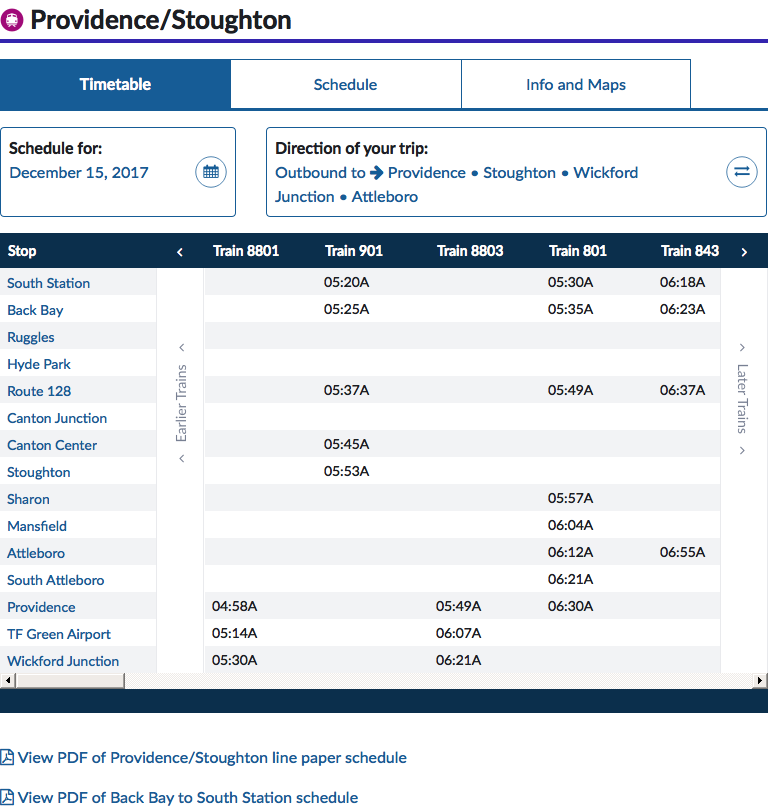 Providence/Stoughton
Timetable Schedule Info and Maps
Schedule for:
December 15, 2017
Direction of your trip:
Outbound to → Providence • Stoughton • Wickford
Junction • Attleboro
Stop ‹ Train 8801 Train 901 Train 8803 Train 801 Train 843 ›
South Station 05:20A 05:30A 06:18A
Back Bay 05:25A 05:35A 06:23A
Ruggles
Hyde Park
Route 128 05:37A 05:49A 06:37A
Canton Junction
Canton Center 05:45A
Stoughton 05:53A
Sharon 05:57A
Mansfield 06:04A
Attleboro 06:12A 06:55A
South Attleboro 06:21A
Providence 04:58A 05:49A 06:30A
TF Green Airport 05:14A 06:07A
Wickford Junction 05:30A 06:21A
‹ Earlier Trains ‹
› Later Trains ›
View PDF of Providence/Stoughton line paper schedule
View PDF of Back Bay to South Station schedule